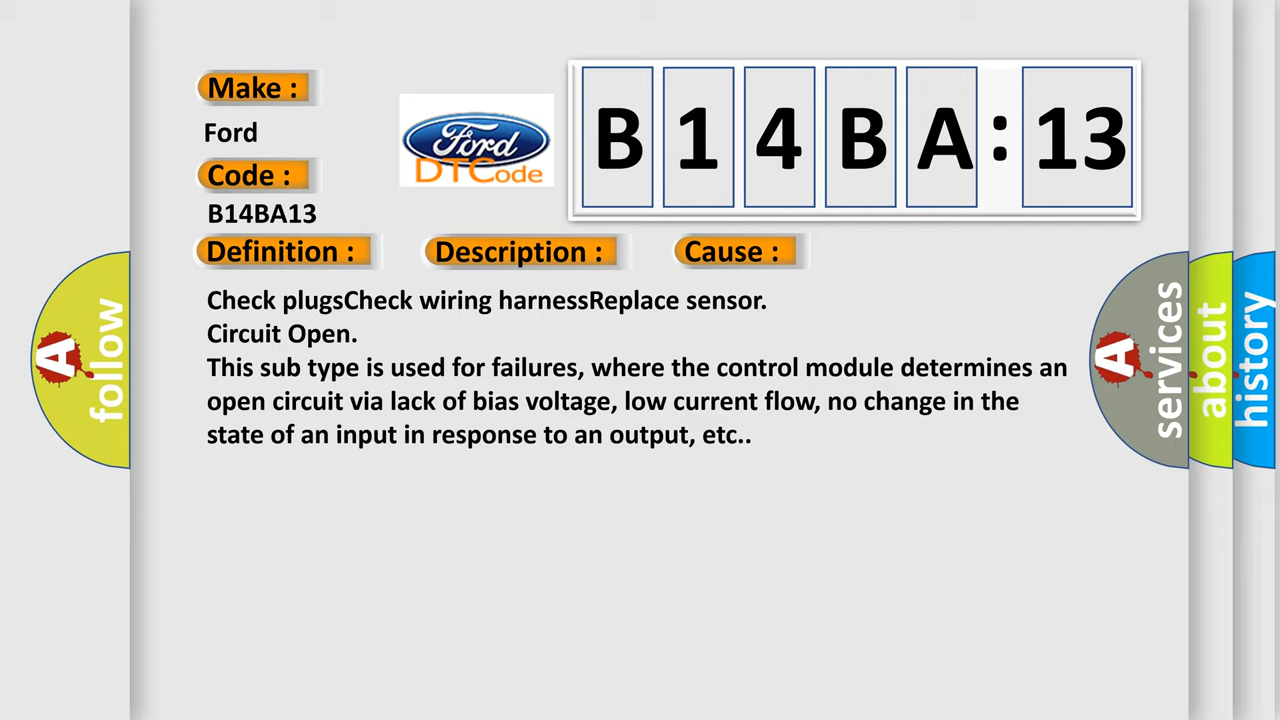 Make :
Ford
Code :
B14BA13
Ford
DTCode
B14BA:13
Definition :
Description :
Cause :
Check plugsCheck wiring harnessReplace sensor.
Circuit Open.
This sub type is used for failures, where the control module determines an
open circuit via lack of bias voltage, low current flow, no change in the
state of an input in response to an output, etc..
A follow
A services
about
history